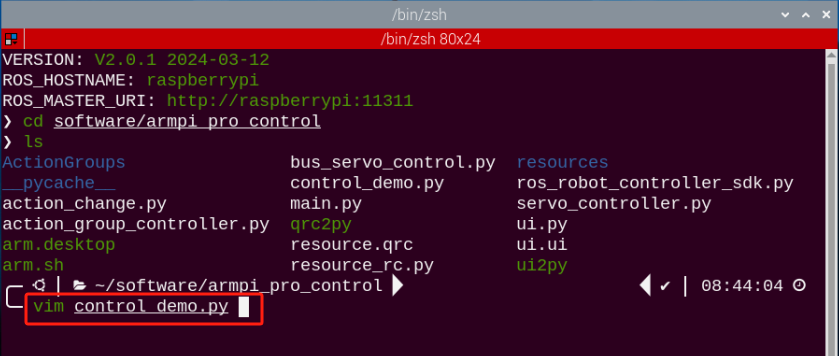 /bin/zsh
/bin/zsh 80x24
VERSION: V2.0.1 2024-03-12
ROS_HOSTNAME: raspberrypi
ROS_MASTER_URI: http://raspberrypi:11311
❯ cd software/armpi_pro_control
❯ ls
ActionGroups bus_servo_control.py resources
__pycache__ control_demo.py ros_robot_controller_sdk.py
action_change.py main.py servo_controller.py
action_group_controller.py qrc2py ui.py
arm.desktop resource.qrc ui.ui
arm.sh resource_rc.py ui2py
~/software/armpi_pro_control ✔ 08:44:04
vim control_demo.py